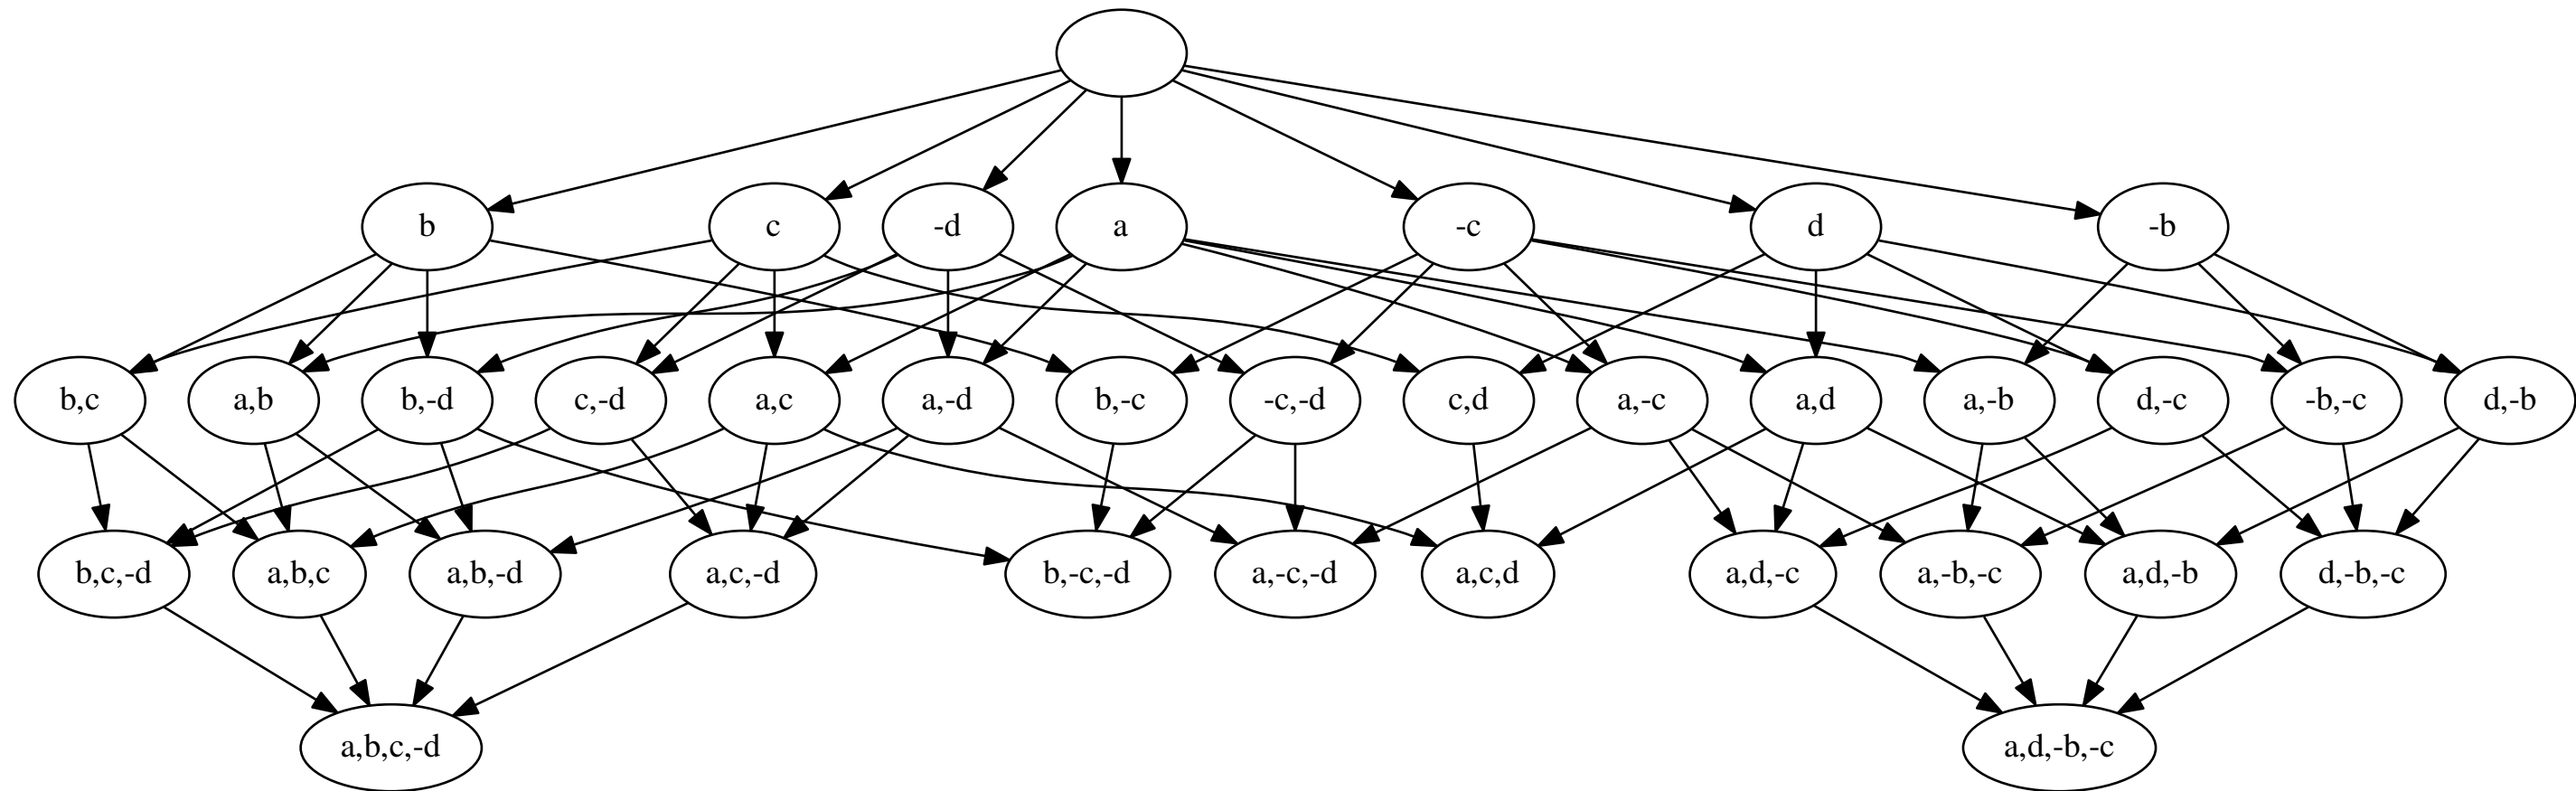 b c -d a -c d -b
b,c a,b b,-d c,-d a,c a,-d b,-c -c,-d c,d a,-c a,d a,-b d,-c -b,-c d,-b
b,c,-d a,b,c a,b,-d a,c,-d b,-c,-d a,-c,-d a,c,d a,d,-c a,-b,-c a,d,-b d,-b,-c
a,b,c,-d a,d,-b,-c